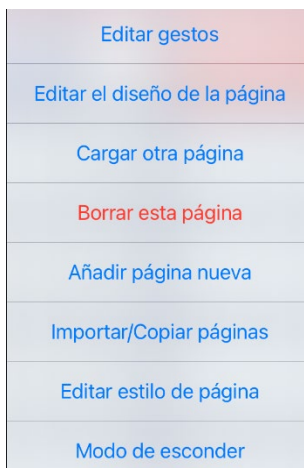 Editar gestos
Editar el diseño de la página
Cargar otra página
Borrar esta página
Añadir página nueva
Importar/Copiar páginas
Editar estilo de página
Modo de esconder